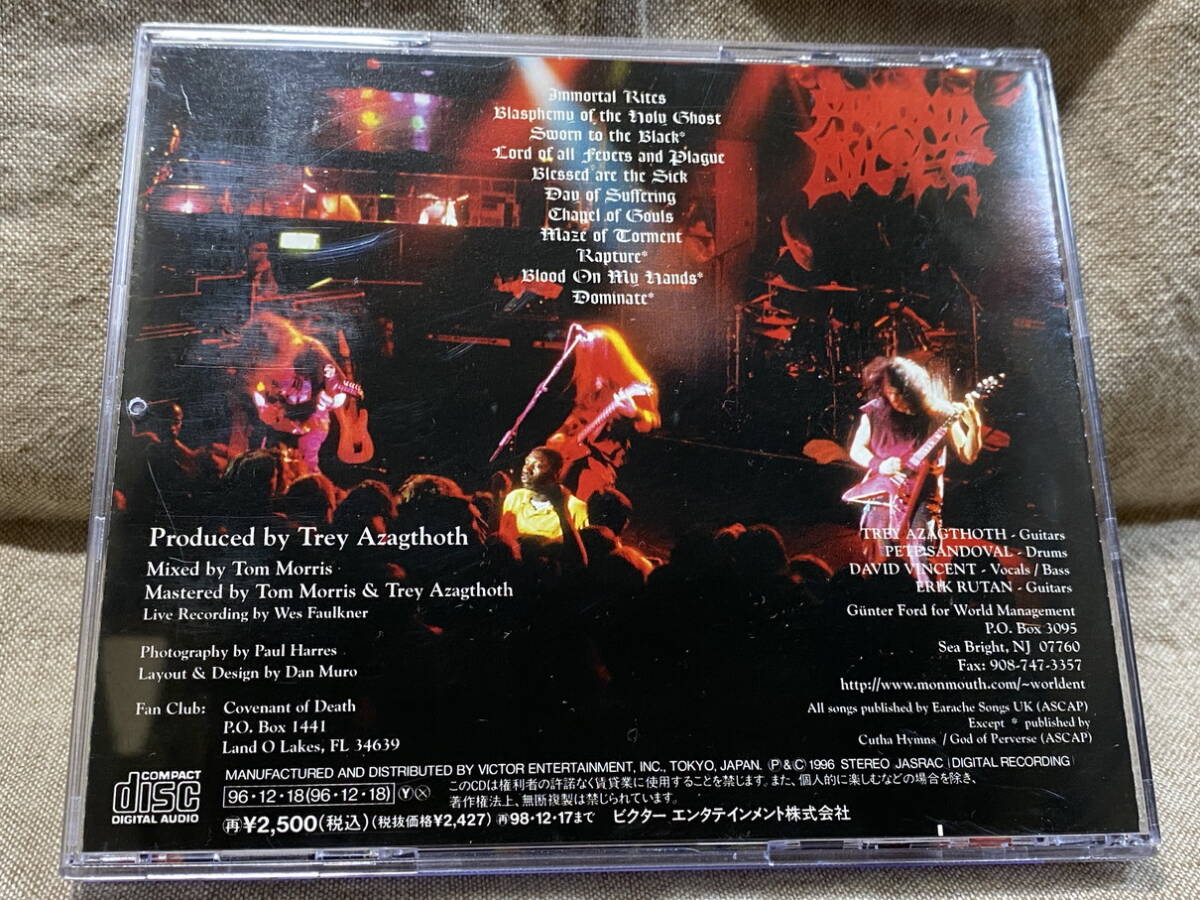 Immortal Rites
Blasphemy of the Holy Ghost
Sworn to the Black*
Lord of all Fevers and Plague
Blessed are the Sick
Day of Suffering
Chapel of Gouls
Maze of Torment
Rapture*
Blood On My Hands*
Dominate*
MORBID
ANGEL
Produced by Trey Azagthoth
Mixed by Tom Morris
Mastered by Tom Morris & Trey Azagthoth
Live Recording by Wes Faulkner
Photography by Paul Harres
Layout & Design by Dan Muro
Fan Club: Covenant of Death
P.O. Box 1441
Land O Lakes, FL 34639
TREY AZAGTHOTH - Guitars
PETE SANDOVAL - Drums
DAVID VINCENT - Vocals / Bass
ERIK RUTAN - Guitars
Günter Ford for World Management
P.O. Box 3095
Sea Bright, NJ 07760
Fax: 908-747-3357
http://www.monmouth.com/~worldent
All songs published by Earache Songs UK (ASCAP)
Except * published by
Cutha Hymns / God of Perverse (ASCAP)
COMPACT
disc
DIGITAL AUDIO
MANUFACTURED AND DISTRIBUTED BY VICTOR ENTERTAINMENT, INC., TOKYO, JAPAN. Ⓟ&Ⓒ 1996 STEREO JASRAC DIGITAL RECORDING
96・12・18(96・12・18) Ⓨ Ⓧ
このCDは権利者の許諾なく賃貸業に使用することを禁じます。また、個人的に楽しむなどの場合を除き、
著作権法上、無断複製は禁じられています。
再¥2,500(税込)(税抜価格¥2,427) 再98・12・17まで ビクター エンタテインメント株式会社